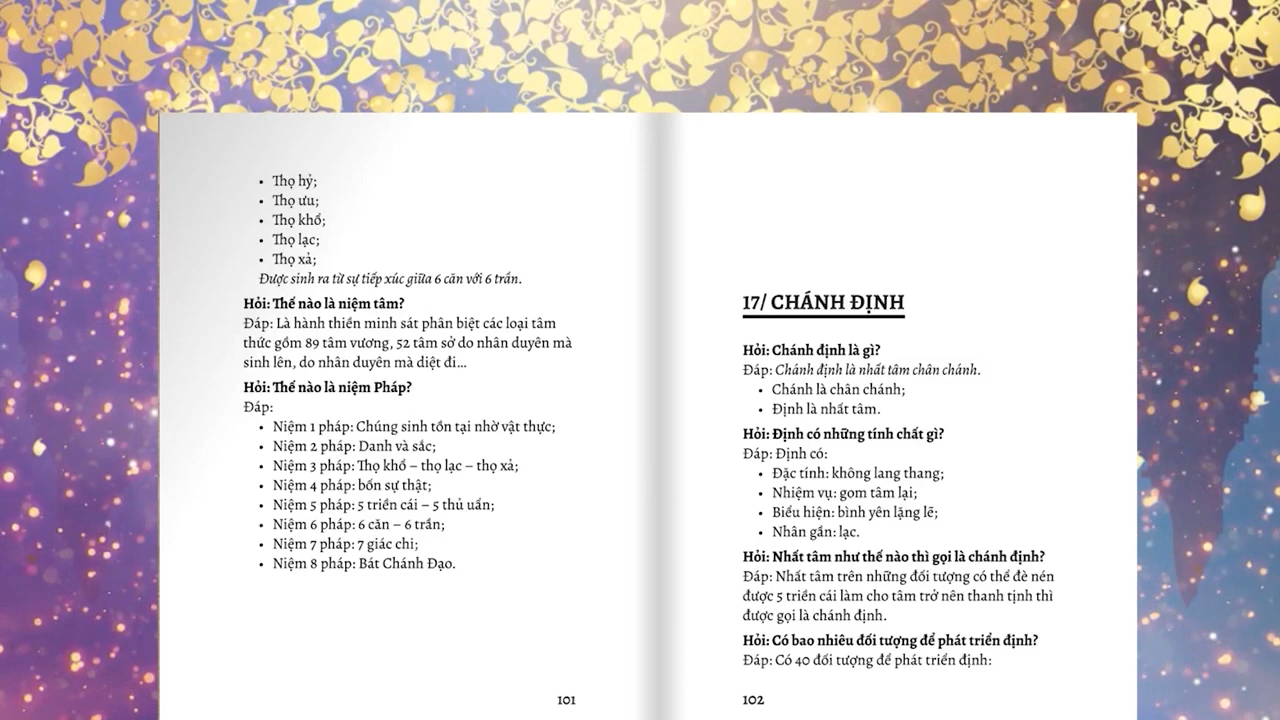 • Thọ hỷ;
• Thọ ưu;
• Thọ khổ;
• Thọ lạc;
• Thọ xả;
Được sinh ra từ sự tiếp xúc giữa 6 căn với 6 trần.
Hỏi: Thế nào là niệm tâm?
Đáp: Là hành thiền minh sát phân biệt các loại tâm
thức gồm 89 tâm vương, 52 tâm sở do nhân duyên mà
sinh lên, do nhân duyên mà diệt đi...
Hỏi: Thế nào là niệm Pháp?
Đáp:
• Niệm 1 pháp: Chúng sinh tồn tại nhờ vật thực;
• Niệm 2 pháp: Danh và sắc;
• Niệm 3 pháp: Thọ khổ – thọ lạc – thọ xả;
• Niệm 4 pháp: bốn sự thật;
• Niệm 5 pháp: 5 triền cái – 5 thủ uẩn;
• Niệm 6 pháp: 6 căn – 6 trần;
• Niệm 7 pháp: 7 giác chi;
• Niệm 8 pháp: Bát Chánh Đạo.
101
17/ CHÁNH ĐỊNH
Hỏi: Chánh định là gì?
Đáp: Chánh định là nhất tâm chân chánh.
• Chánh là chân chánh;
• Định là nhất tâm.
Hỏi: Định có những tính chất gì?
Đáp: Định có:
• Đặc tính: không lang thang;
• Nhiệm vụ: gom tâm lại;
• Biểu hiện: bình yên lặng lẽ;
• Nhân gần: lạc.
Hỏi: Nhất tâm như thế nào thì gọi là chánh định?
Đáp: Nhất tâm trên những đối tượng có thể đè nén
được 5 triền cái làm cho tâm trở nên thanh tịnh thì
được gọi là chánh định.
Hỏi: Có bao nhiêu đối tượng để phát triển định?
Đáp: Có 40 đối tượng để phát triển định:
102